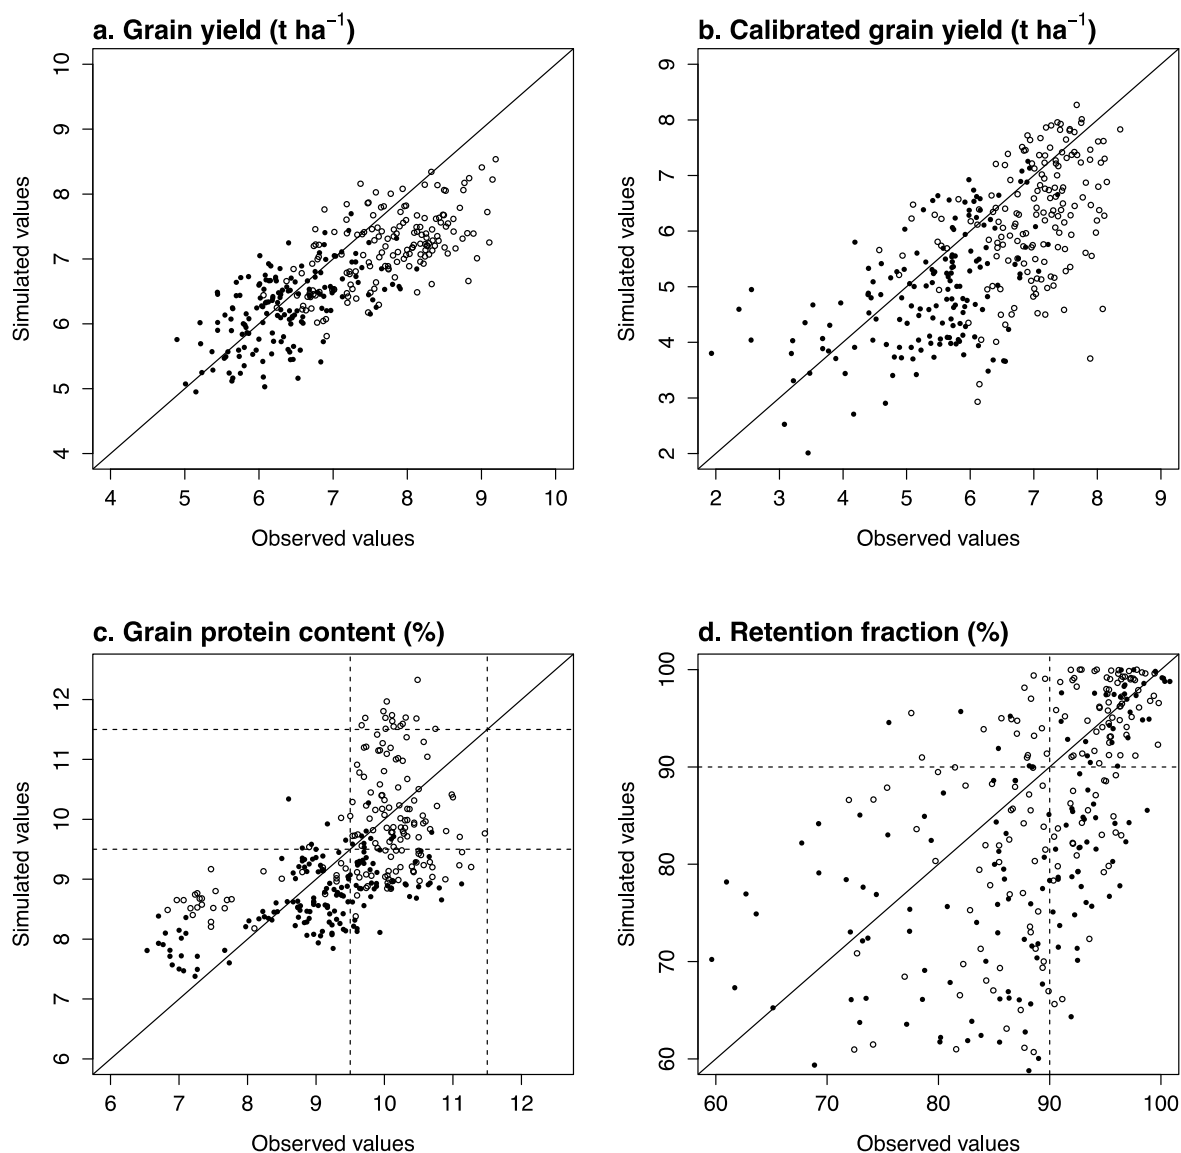 a. Grain yield (t ha⁻¹)
10
9
8
7
6
5
4
Simulated values
4 5 6 7 8 9 10
Observed values
b. Calibrated grain yield (t ha⁻¹)
9
8
7
6
5
4
3
2
Simulated values
2 3 4 5 6 7 8 9
Observed values
c. Grain protein content (%)
12
11
10
9
8
7
6
Simulated values
6 7 8 9 10 11 12
Observed values
d. Retention fraction (%)
100
90
80
70
60
Simulated values
60 70 80 90 100
Observed values